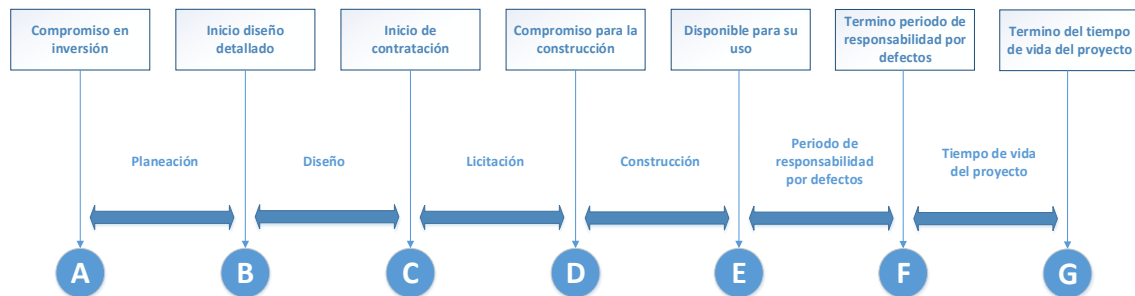 Compromiso en
inversión
Inicio diseño
detallado
Inicio de
contratación
Compromiso para la
construcción
Disponible para su
uso
Termino periodo de
responsabilidad por
defectos
Termino del tiempo
de vida del proyecto
Planeación
Diseño
Licitación
Construcción
Periodo de
responsabilidad
por defectos
Tiempo de vida
del proyecto
A
B
C
D
E
F
G